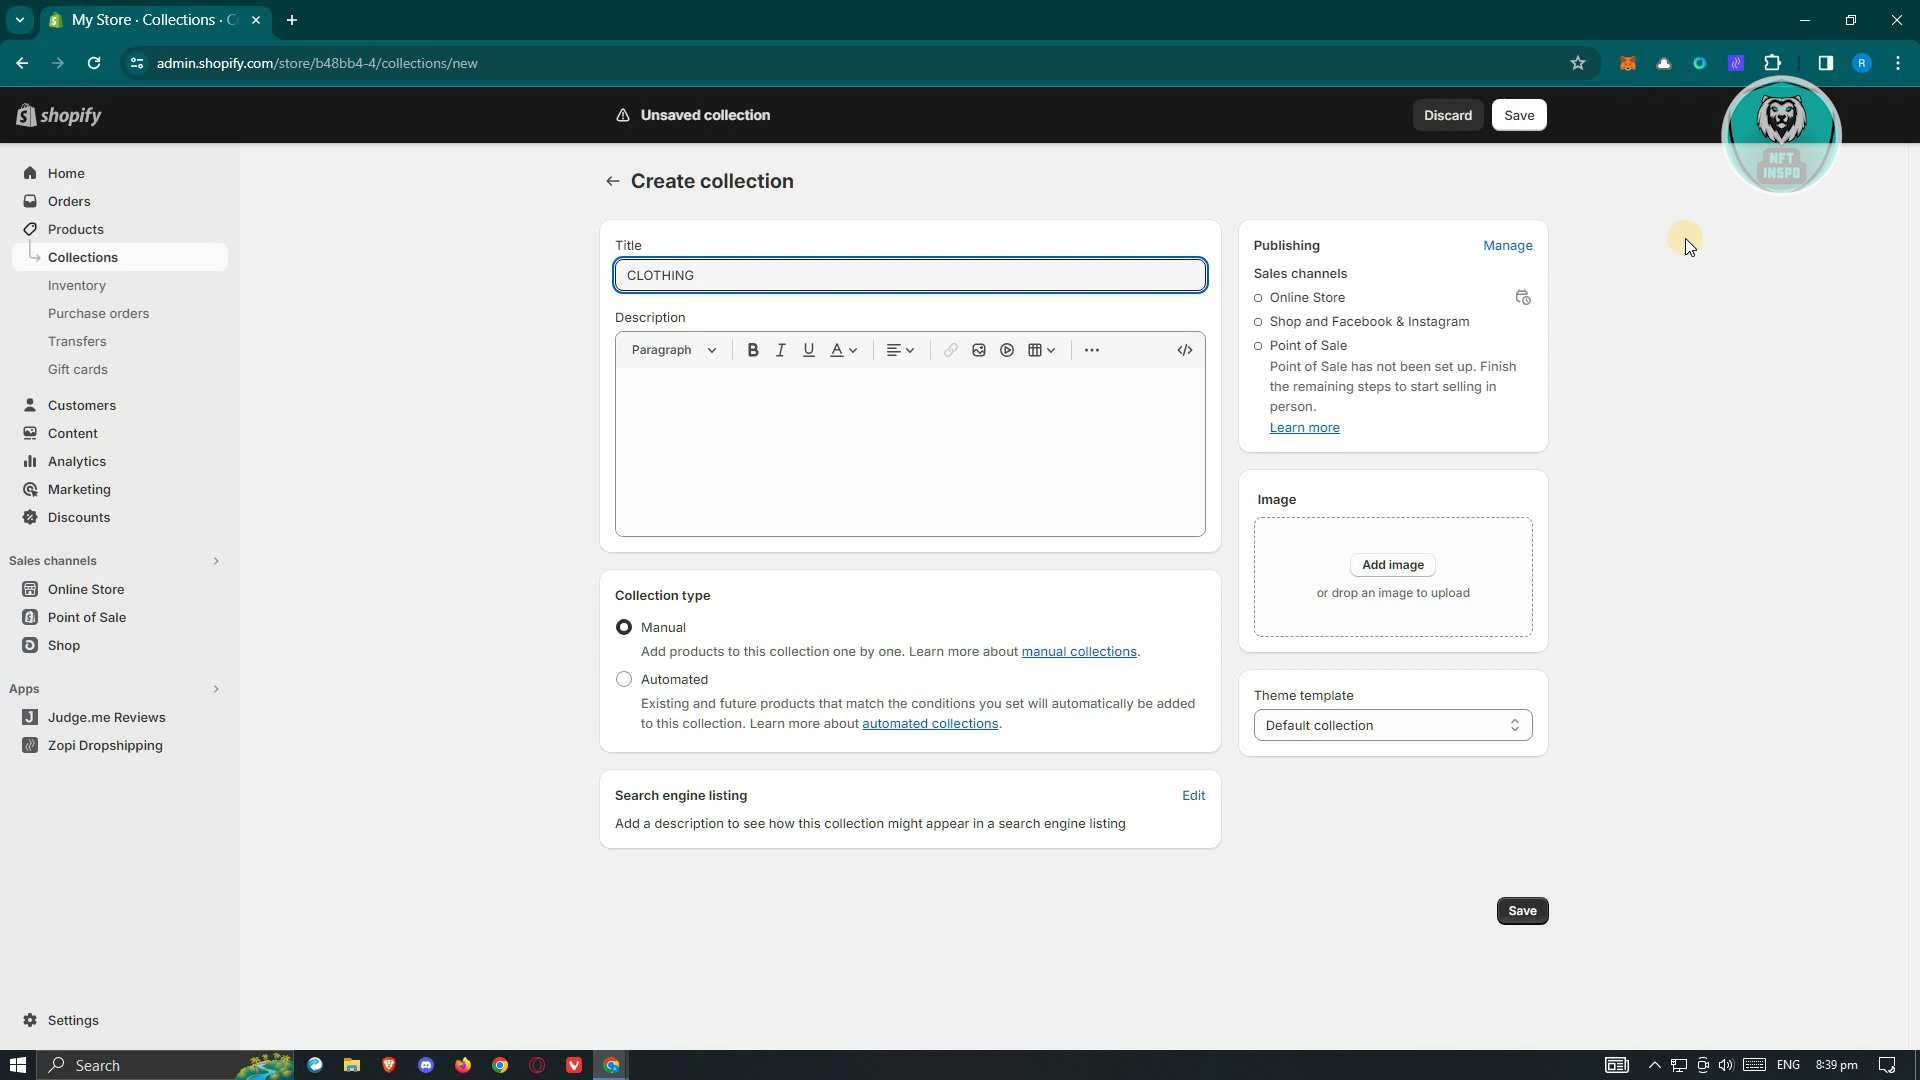 My Store · Collections · C
admin.shopify.com/store/b48bb4-4/collections/new
R
shopify
Unsaved collection
Discard
Save
NFT
INSPO
Home
Orders
Products
Collections
Inventory
Purchase orders
Transfers
Gift cards
Customers
Content
Analytics
Marketing
Discounts
Sales channels
Online Store
Point of Sale
Shop
Apps
Judge.me Reviews
Zopi Dropshipping
Settings
Create collection
Title
CLOTHING
Description
Paragraph
Collection type
Manual
Add products to this collection one by one. Learn more about manual collections.
Automated
Existing and future products that match the conditions you set will automatically be added
to this collection. Learn more about automated collections.
Search engine listing
Edit
Add a description to see how this collection might appear in a search engine listing
Publishing
Manage
Sales channels
Online Store
Shop and Facebook & Instagram
Point of Sale
Point of Sale has not been set up. Finish
the remaining steps to start selling in
person.
Learn more
Image
Add image
or drop an image to upload
Theme template
Default collection
Save
Search
ENG
8:39 pm